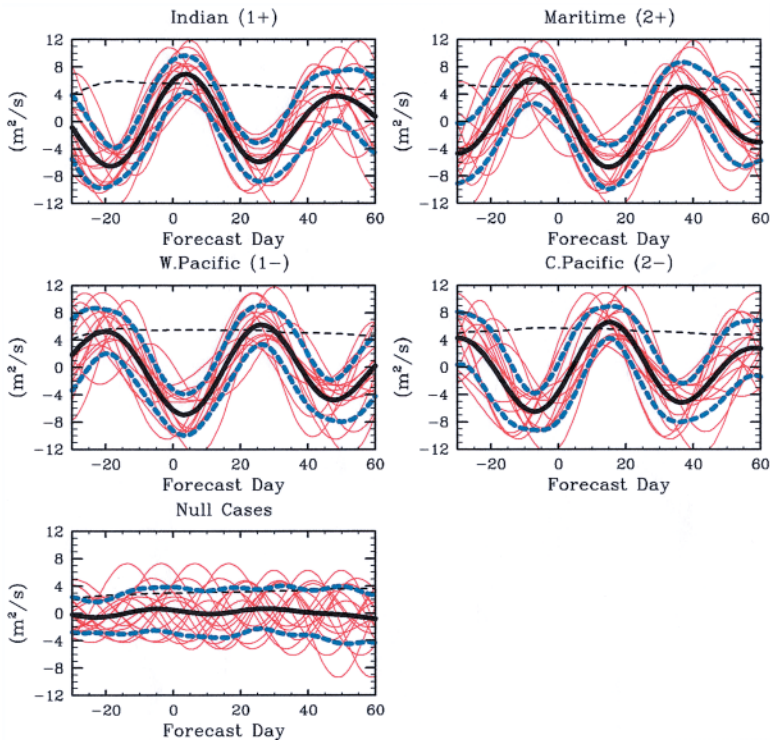 Indian (1+)
Maritime (2+)
12
8
4
0
-4
-8
-12
(m²/s)
-20 0 20 40 60
Forecast Day
12
8
4
0
-4
-8
-12
(m²/s)
-20 0 20 40 60
Forecast Day
W.Pacific (1-)
C.Pacific (2-)
12
8
4
0
-4
-8
-12
(m²/s)
-20 0 20 40 60
Forecast Day
12
8
4
0
-4
-8
-12
(m²/s)
-20 0 20 40 60
Forecast Day
Null Cases
12
8
4
0
-4
-8
-12
(m²/s)
-20 0 20 40 60
Forecast Day